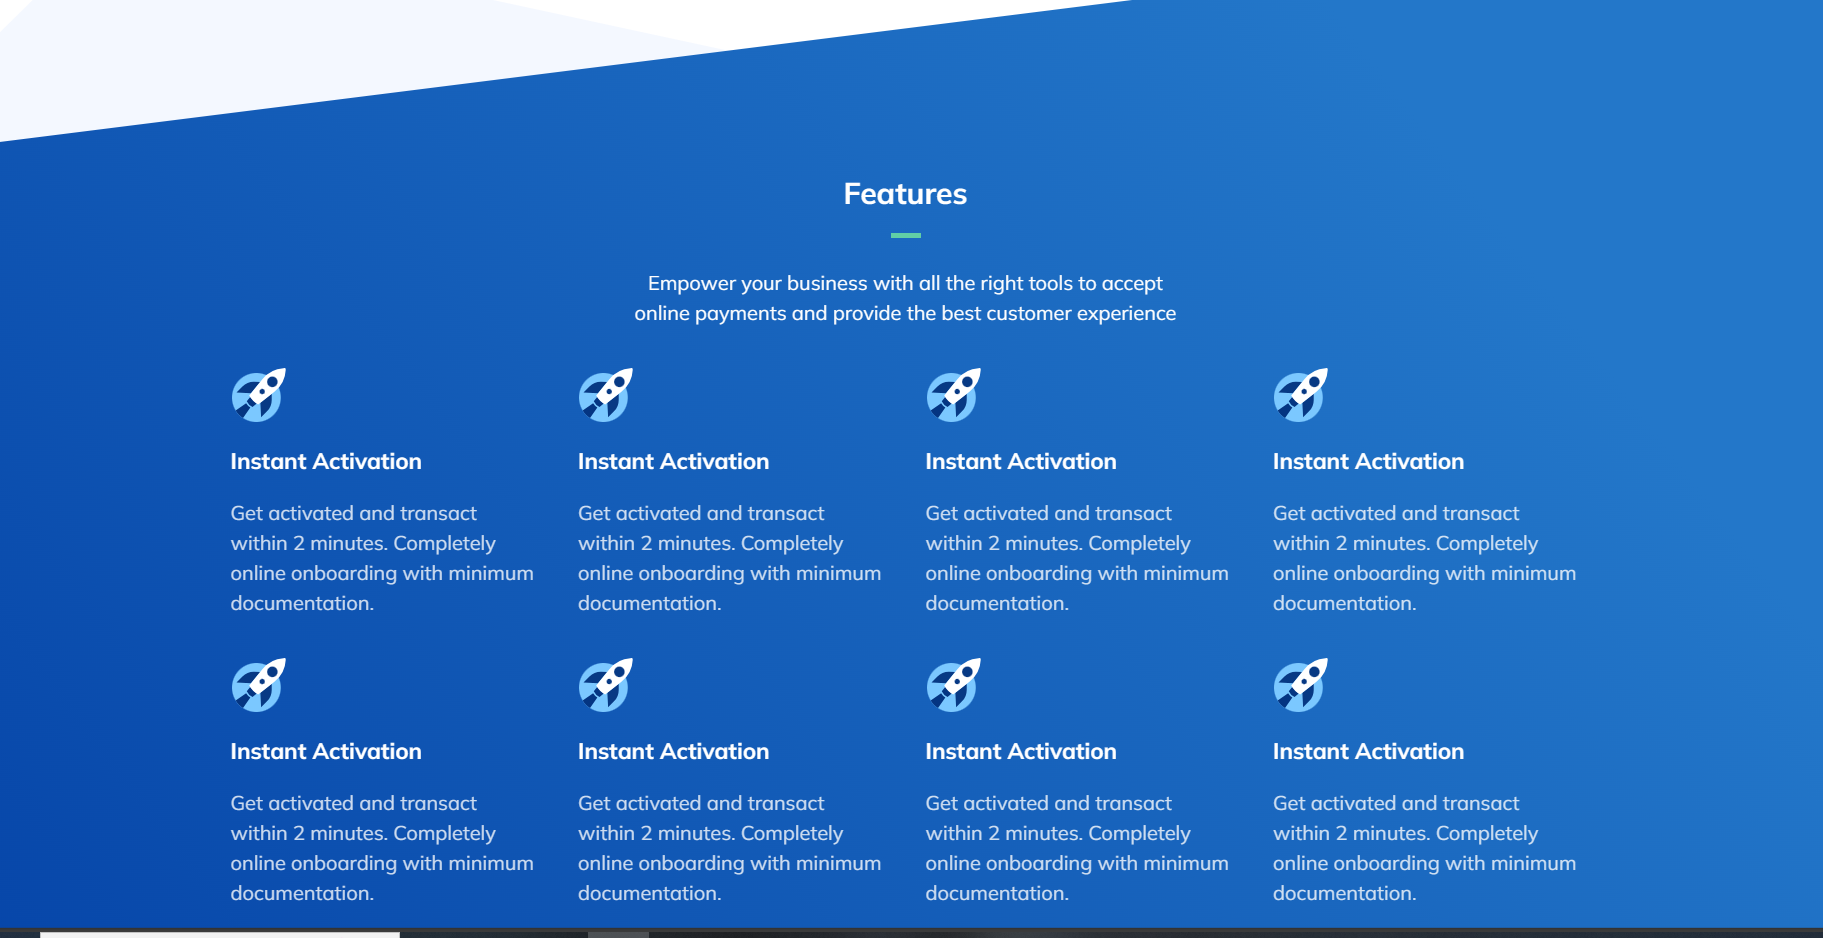 Features
Empower your business with all the right tools to accept
online payments and provide the best customer experience
Instant Activation
Get activated and transact
within 2 minutes. Completely
online onboarding with minimum
documentation.
Instant Activation
Get activated and transact
within 2 minutes. Completely
online onboarding with minimum
documentation.
Instant Activation
Get activated and transact
within 2 minutes. Completely
online onboarding with minimum
documentation.
Instant Activation
Get activated and transact
within 2 minutes. Completely
online onboarding with minimum
documentation.
Instant Activation
Get activated and transact
within 2 minutes. Completely
online onboarding with minimum
documentation.
Instant Activation
Get activated and transact
within 2 minutes. Completely
online onboarding with minimum
documentation.
Instant Activation
Get activated and transact
within 2 minutes. Completely
online onboarding with minimum
documentation.
Instant Activation
Get activated and transact
within 2 minutes. Completely
online onboarding with minimum
documentation.